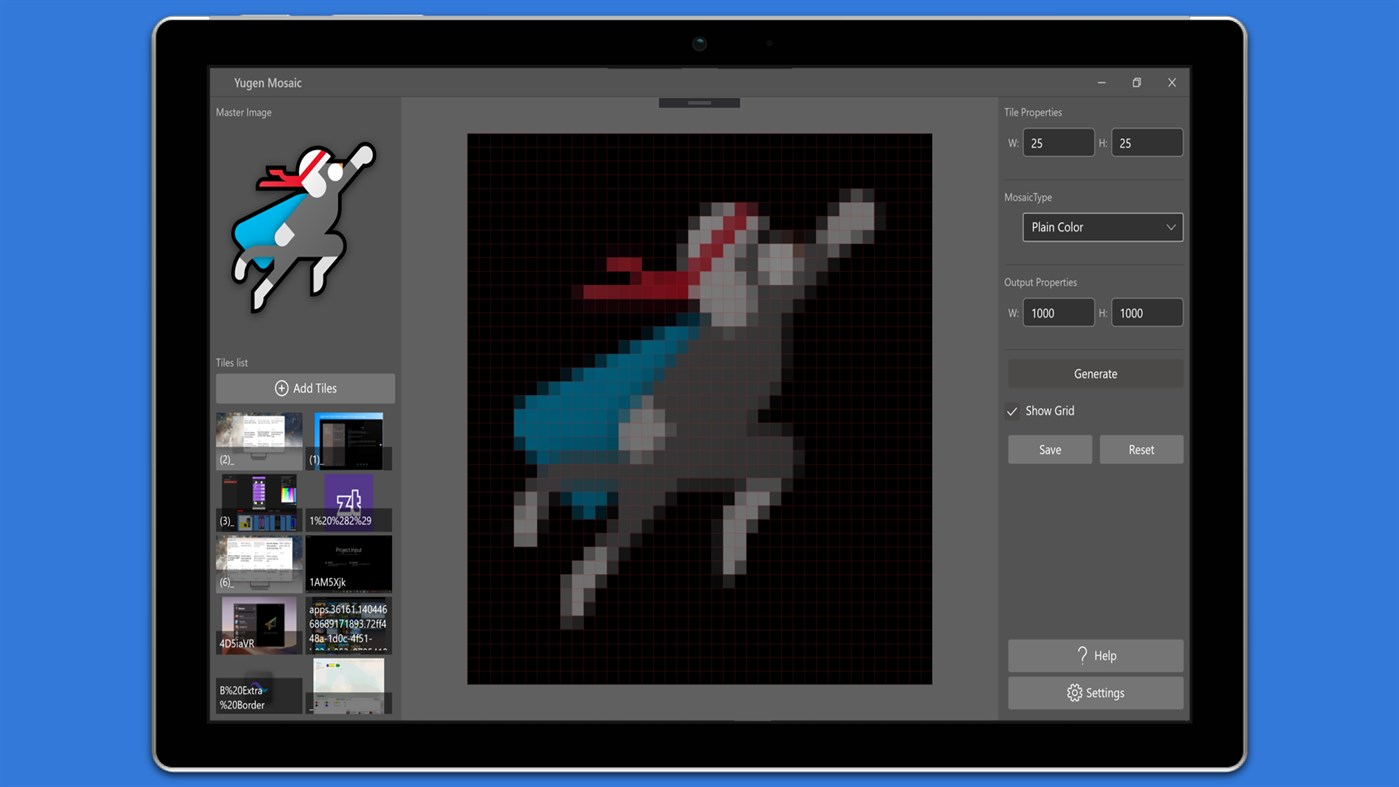 Yugen Mosaic
Master Image
Tiles list
Add Tiles
(2)_
(1)_
(3)_
1%20%282%29
(6)_
Project Input
1AM5Xjk
4D5iaVR
apps.36161.140446
68689171893.72ff4
48a-1d0c-4f51-
B%20Extra
%20Border
Tile Properties
W: 25 H: 25
MosaicType
Plain Color
Output Properties
W: 1000 H: 1000
Generate
Show Grid
Save Reset
? Help
Settings